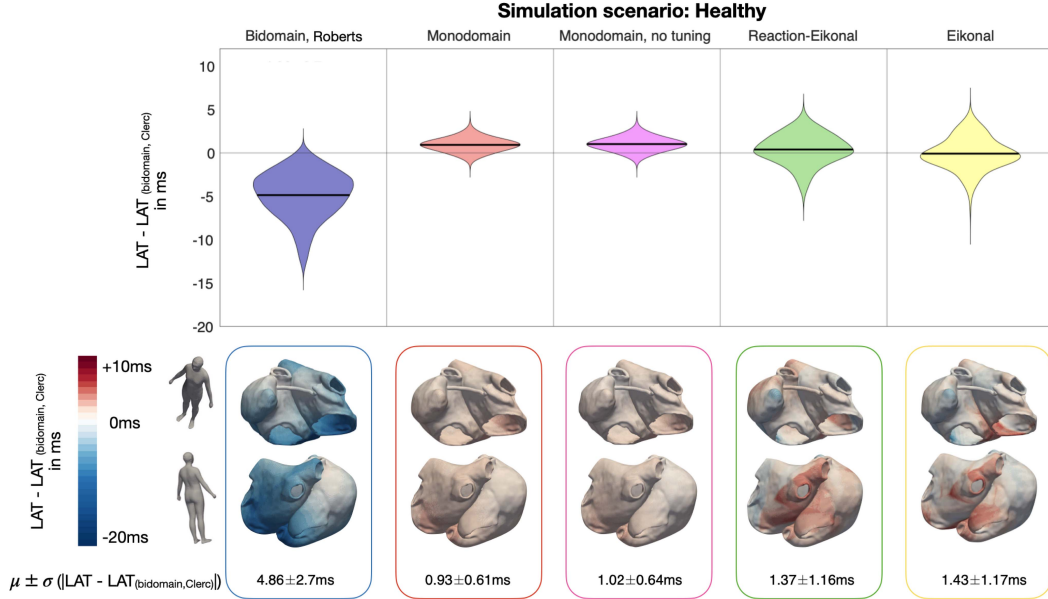 Simulation scenario: Healthy
Bidomain, Roberts
Monodomain
Monodomain, no tuning
Reaction-Eikonal
Eikonal
LAT - LAT (bidomain, Clerc)
in ms
10
5
0
-5
-10
-15
-20
LAT - LAT (bidomain, Clerc)
in ms
+10ms
0ms
-20ms
μ ± σ (|LAT - LAT(bidomain,Clerc)|)
4.86±2.7ms
0.93±0.61ms
1.02±0.64ms
1.37±1.16ms
1.43±1.17ms